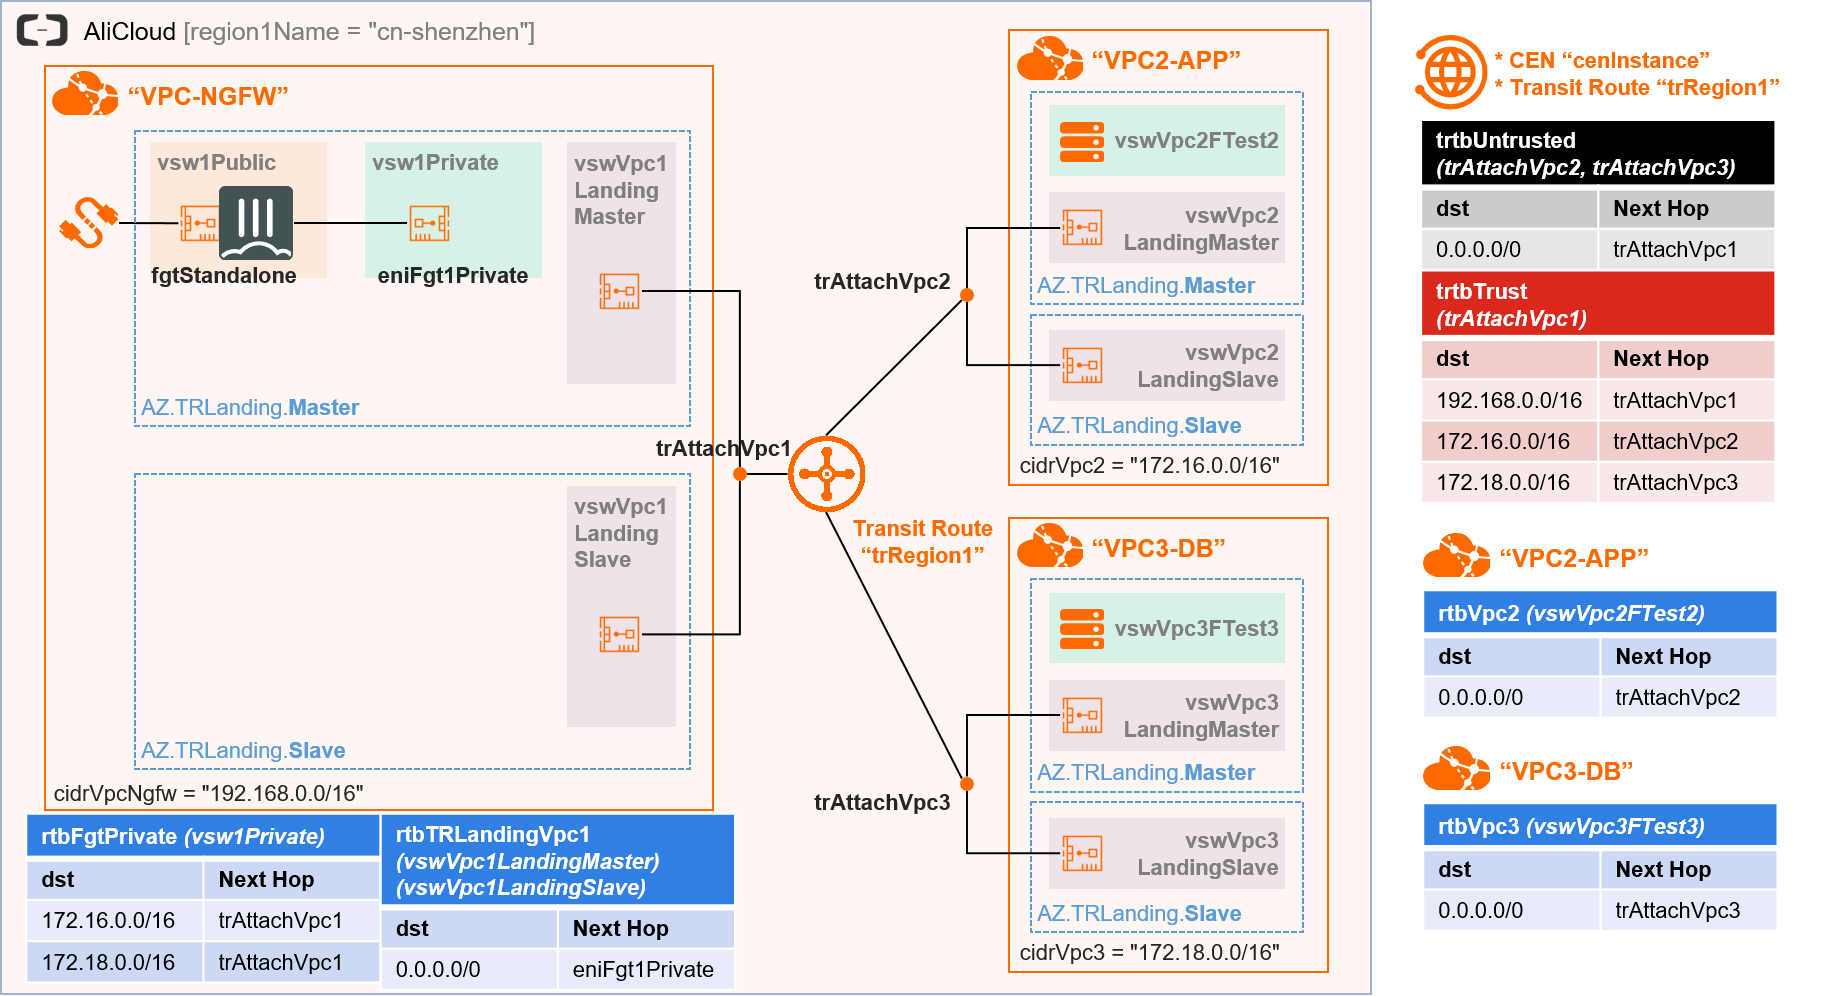 AliCloud [region1Name = "cn-shenzhen"]
“VPC-NGFW”
vsw1Public
fgtStandalone
vsw1Private
eniFgt1Private
vswVpc1
Landing
Master
AZ.TRLanding.Master
vswVpc1
Landing
Slave
AZ.TRLanding.Slave
cidrVpcNgfw = "192.168.0.0/16"
rtbFgtPrivate (vsw1Private)
dst Next Hop
172.16.0.0/16 trAttachVpc1
172.18.0.0/16 trAttachVpc1
rtbTRLandingVpc1
(vswVpc1LandingMaster)
(vswVpc1LandingSlave)
dst Next Hop
0.0.0.0/0 eniFgt1Private
trAttachVpc1
trAttachVpc2
trAttachVpc3
Transit Route
“trRegion1”
“VPC2-APP”
vswVpc2FTest2
vswVpc2
LandingMaster
AZ.TRLanding.Master
vswVpc2
LandingSlave
AZ.TRLanding.Slave
cidrVpc2 = "172.16.0.0/16"
“VPC3-DB”
vswVpc3FTest3
vswVpc3
LandingMaster
AZ.TRLanding.Master
vswVpc3
LandingSlave
AZ.TRLanding.Slave
cidrVpc3 = "172.18.0.0/16"
* CEN “cenInstance”
* Transit Route “trRegion1”
trtbUntrusted
(trAttachVpc2, trAttachVpc3)
dst Next Hop
0.0.0.0/0 trAttachVpc1
trtbTrust
(trAttachVpc1)
dst Next Hop
192.168.0.0/16 trAttachVpc1
172.16.0.0/16 trAttachVpc2
172.18.0.0/16 trAttachVpc3
“VPC2-APP”
rtbVpc2 (vswVpc2FTest2)
dst Next Hop
0.0.0.0/0 trAttachVpc2
“VPC3-DB”
rtbVpc3 (vswVpc3FTest3)
dst Next Hop
0.0.0.0/0 trAttachVpc3